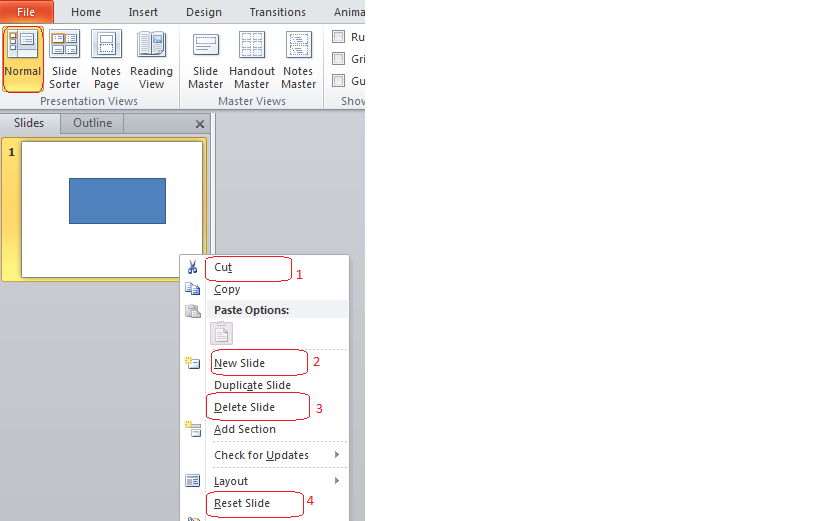 File Home Insert Design Transitions Anima
Normal Slide Sorter Notes Page Reading View Slide Master Handout Master Notes Master Ru
Gri
Gu
Presentation Views Master Views Show
Slides Outline
1
Cut 1
Copy
Paste Options:
New Slide 2
Duplicate Slide
Delete Slide 3
Add Section
Check for Updates
Layout
Reset Slide 4